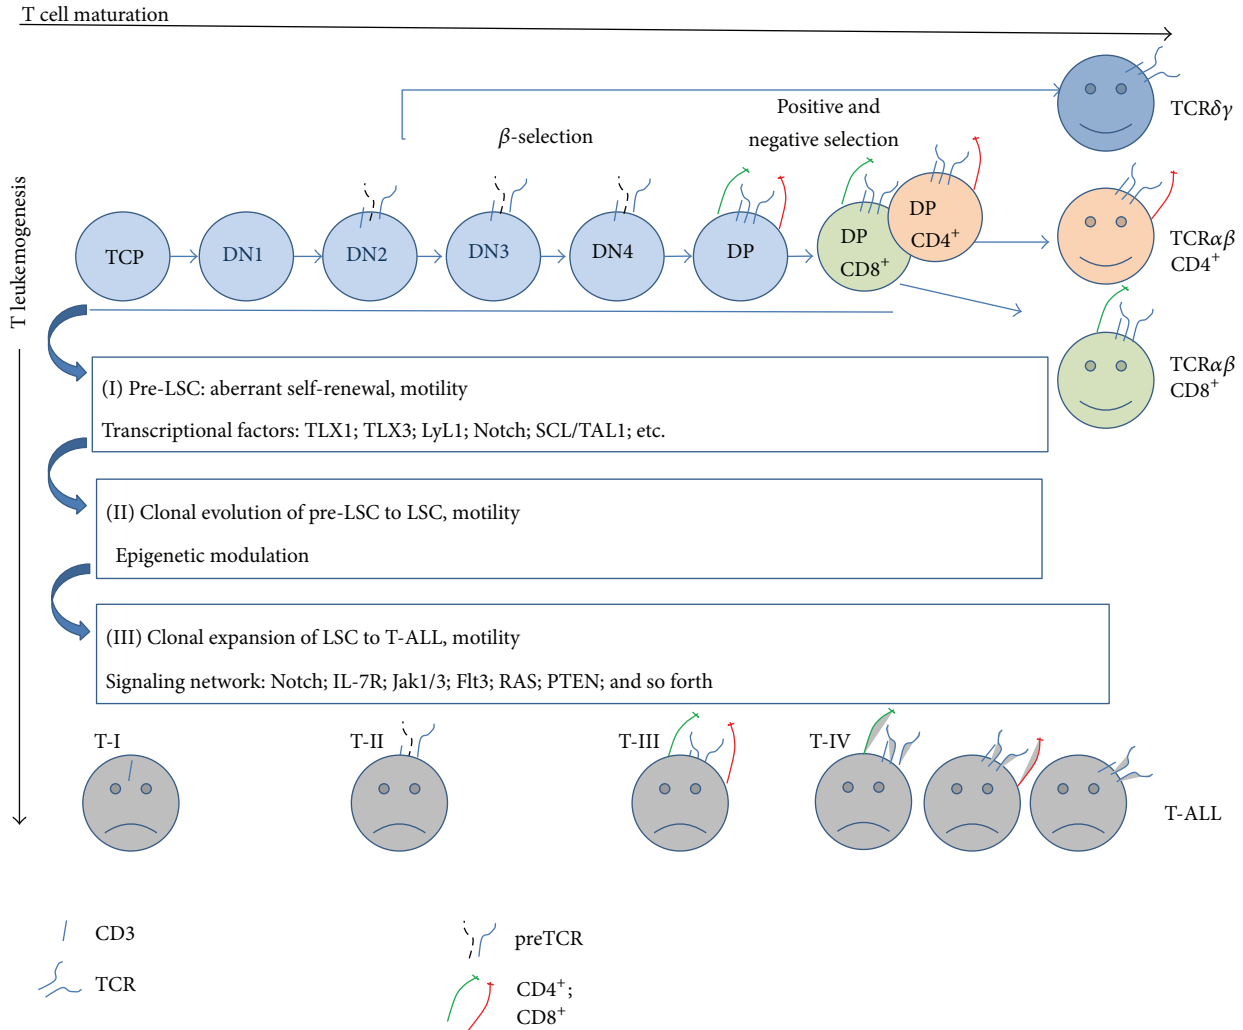 T cell maturation
T leukemogenesis
TCRδγ
Positive and
negative selection
β-selection
TCP
DN1
DN2
DN3
DN4
DP
DP
CD8⁺
DP
CD4⁺
TCRαβ
CD4⁺
TCRαβ
CD8⁺
(I) Pre-LSC: aberrant self-renewal, motility
Transcriptional factors: TLX1; TLX3; LyL1; Notch; SCL/TAL1; etc.
(II) Clonal evolution of pre-LSC to LSC, motility
Epigenetic modulation
(III) Clonal expansion of LSC to T-ALL, motility
Signaling network: Notch; IL-7R; Jak1/3; Flt3; RAS; PTEN; and so forth
T-I
T-II
T-III
T-IV
T-ALL
CD3
TCR
preTCR
CD4⁺;
CD8⁺